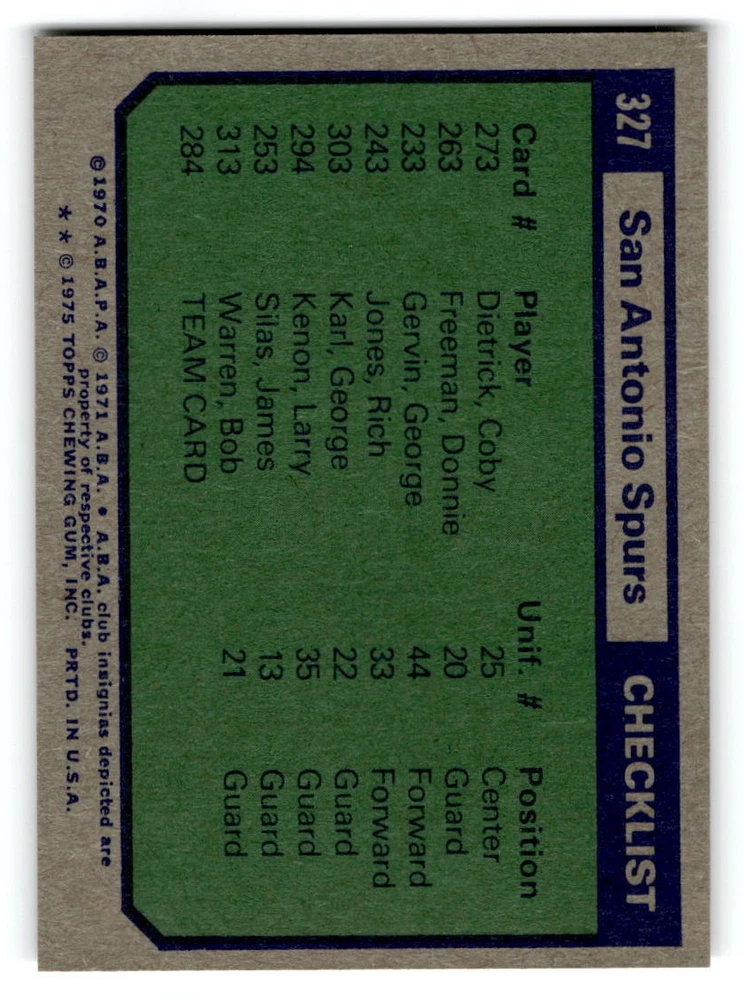 327 San Antonio Spurs CHECKLIST
Card # Player Unif. # Position
273 Dietrick, Coby 25 Center
263 Freeman, Donnie 20 Guard
233 Gervin, George 44 Forward
243 Jones, Rich 33 Forward
303 Karl, George 22 Guard
294 Kenon, Larry 35 Guard
253 Silas, James 13 Guard
313 Warren, Bob 21 Guard
284 TEAM CARD
© 1970 A.B.A.P.A. © 1971 A.B.A. • A.B.A. club insignias depicted are
property of respective clubs.
* * © 1975 TOPPS CHEWING GUM, INC. PRTD. IN U.S.A.